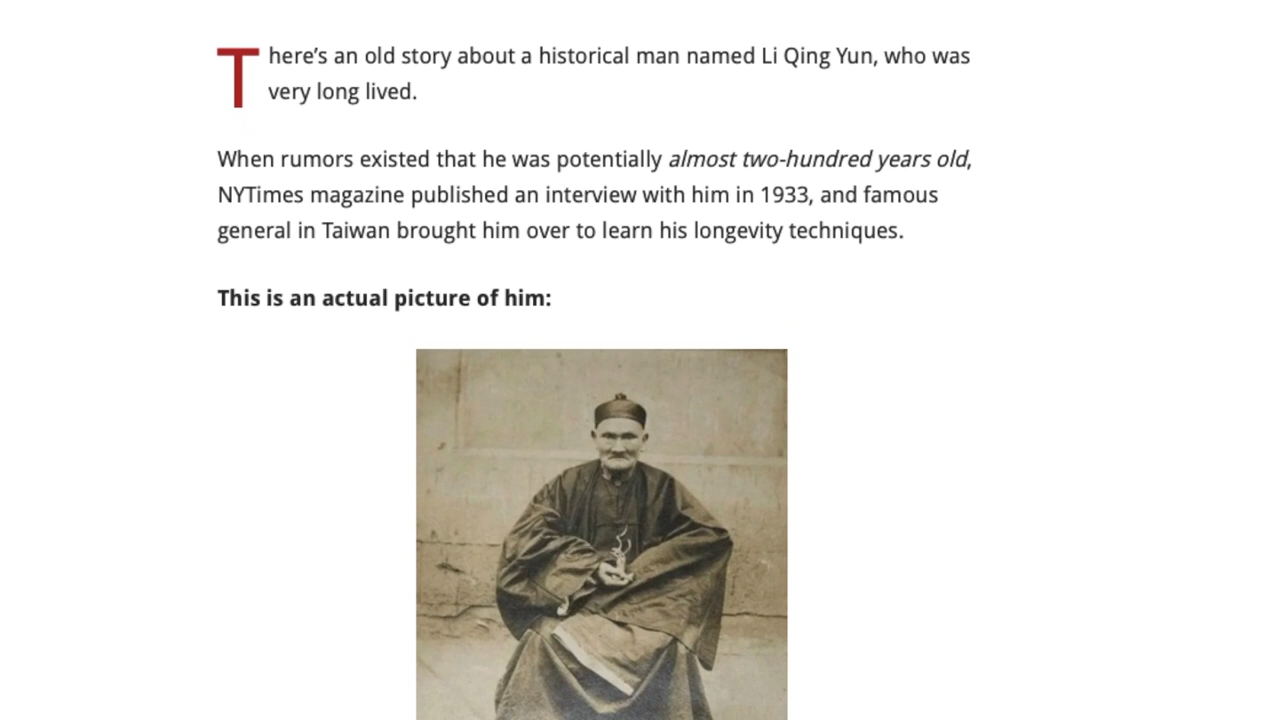 There’s an old story about a historical man named Li Qing Yun, who was
very long lived.
When rumors existed that he was potentially almost two-hundred years old,
NYTimes magazine published an interview with him in 1933, and famous
general in Taiwan brought him over to learn his longevity techniques.
This is an actual picture of him: